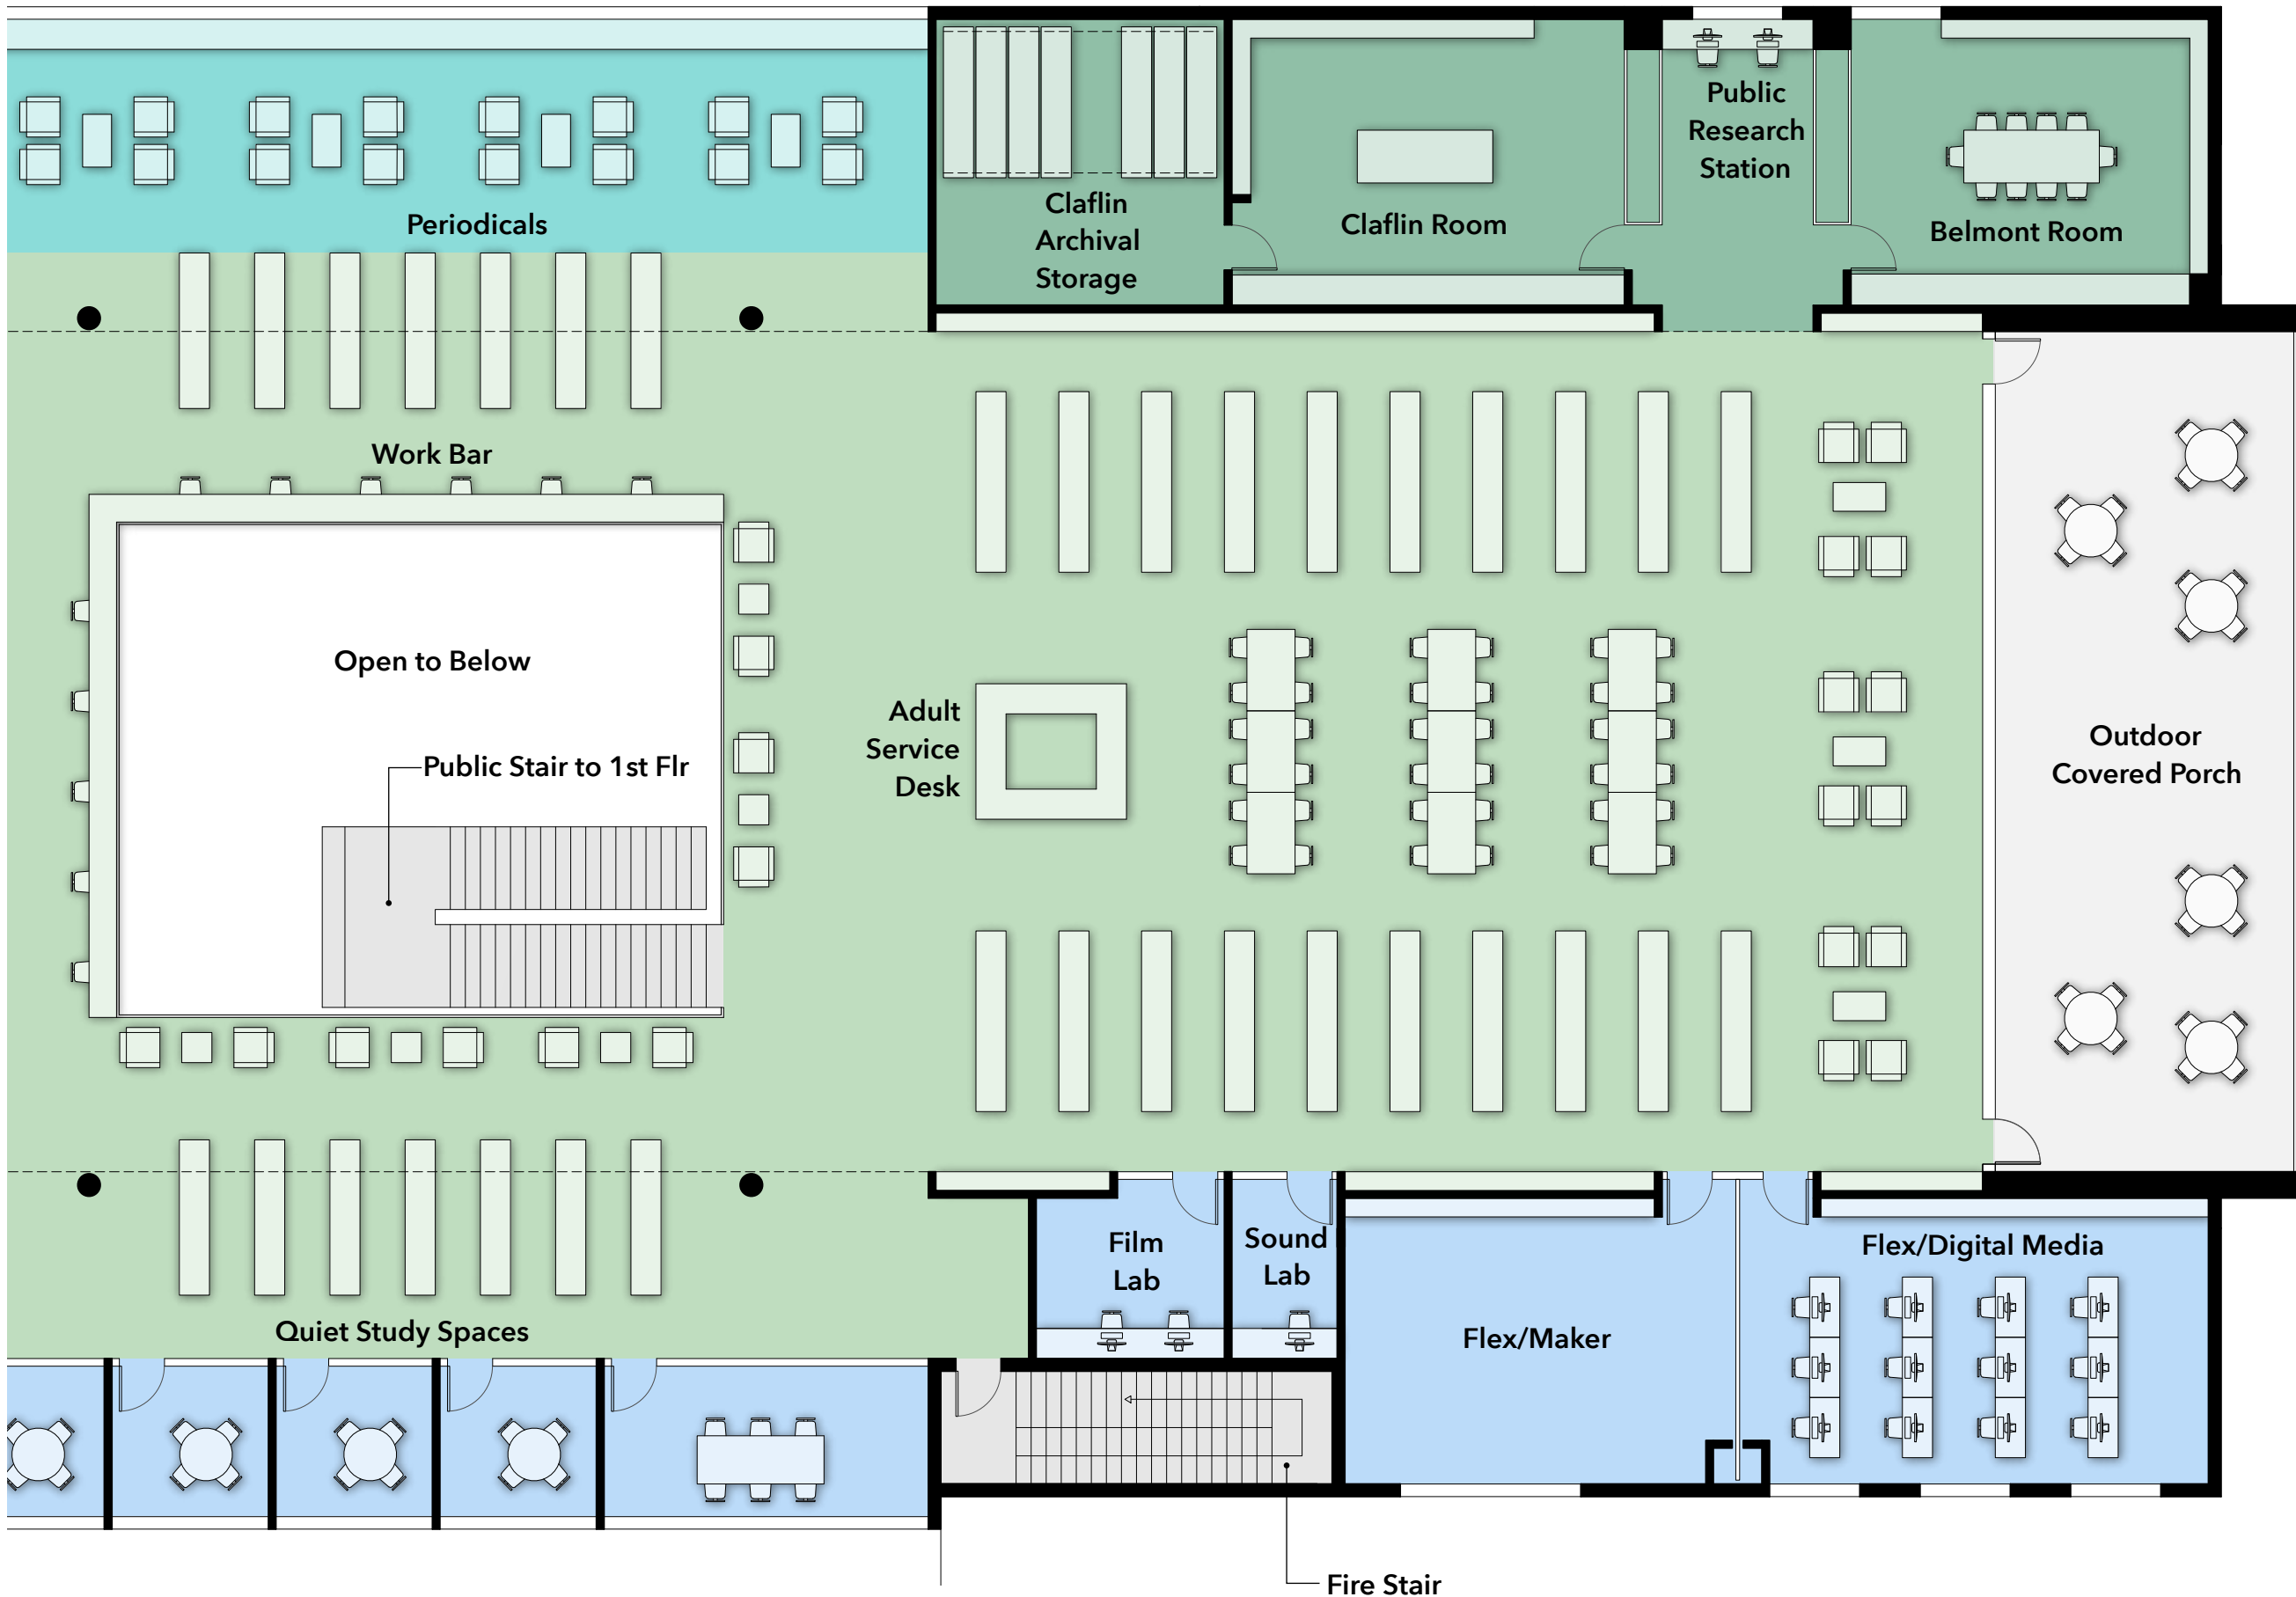 Public
Research
Station
Claflin
Archival
Storage
Claflin Room
Belmont Room
Periodicals
Work Bar
Open to Below
Public Stair to 1st Flr
Adult
Service
Desk
Outdoor
Covered Porch
Film
Lab
Sound
Lab
Flex/Digital Media
Flex/Maker
Quiet Study Spaces
Fire Stair